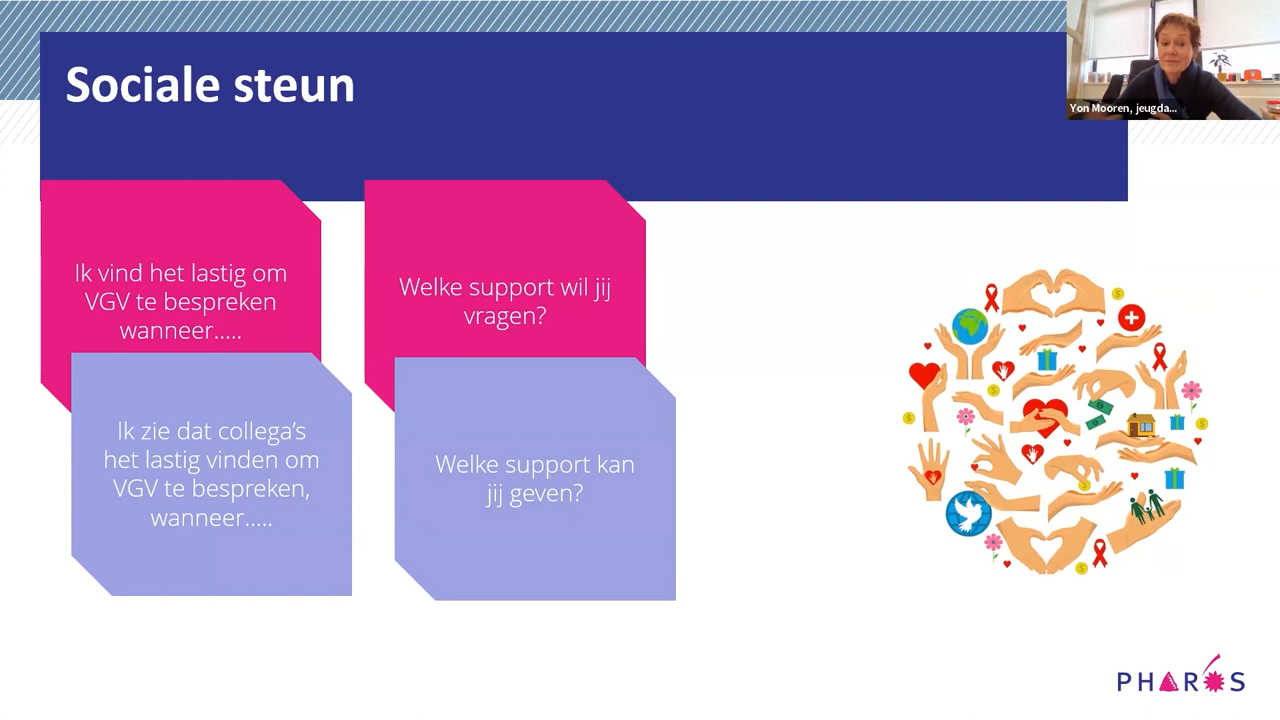 Sociale steun
Yon Mooren, jeugda...
Ik vind het lastig om
VGV te bespreken
wanneer.....
Welke support wil jij
vragen?
Ik zie dat collega’s
het lastig vinden om
VGV te bespreken,
wanneer.....
Welke support kan
jij geven?
PHAROS